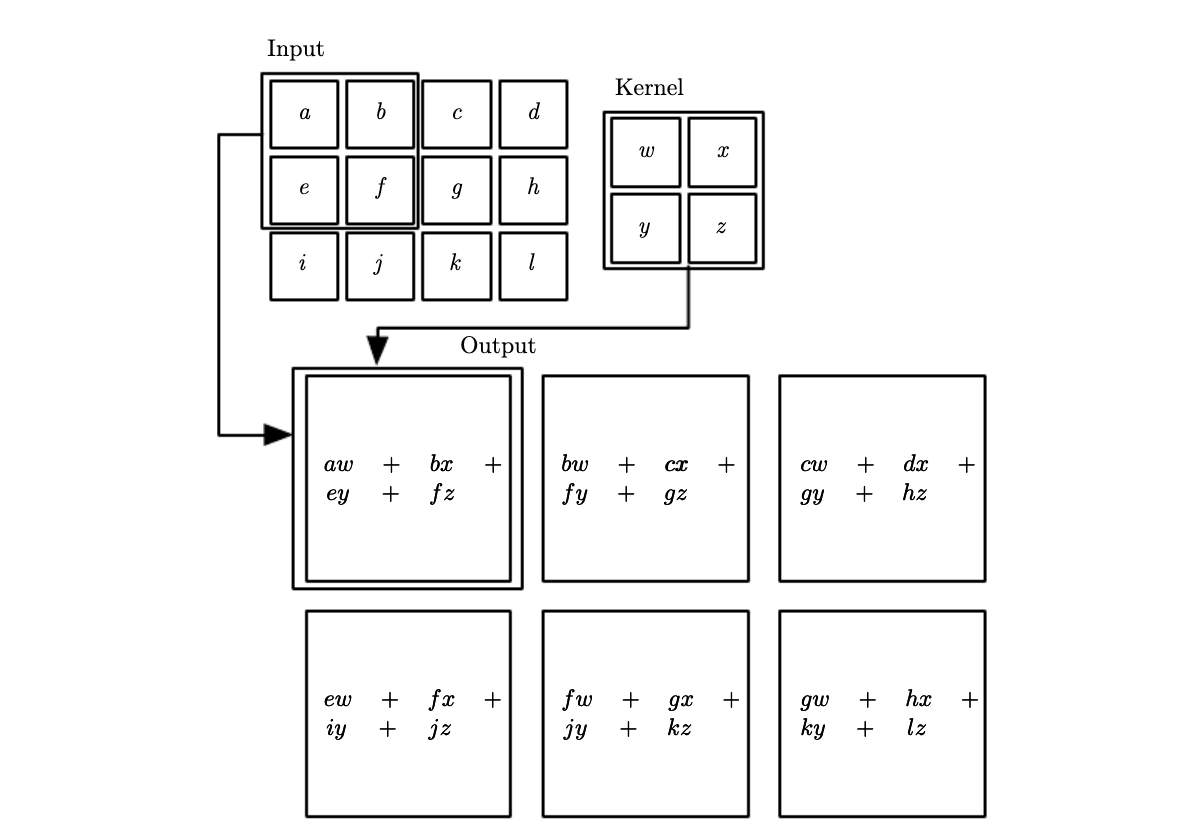 Input
Kernel
a b c d
w x
e f g h
y z
i j k l
Output
aw + bx +
ey + fz
bw + cx +
fy + gz
cw + dx +
gy + hz
ew + fx +
iy + jz
fw + gx +
jy + kz
gw + hx +
ky + lz